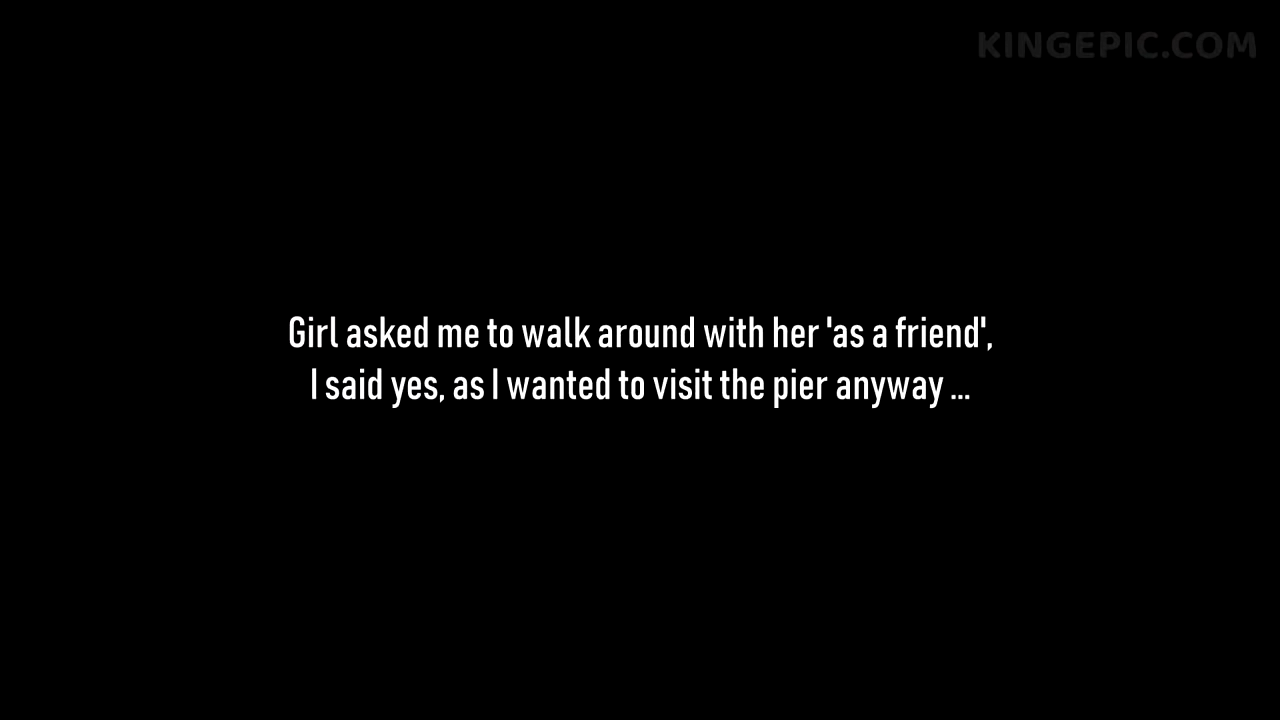 KINGEPIC.COM
Girl asked me to walk around with her 'as a friend',
I said yes, as I wanted to visit the pier anyway ...